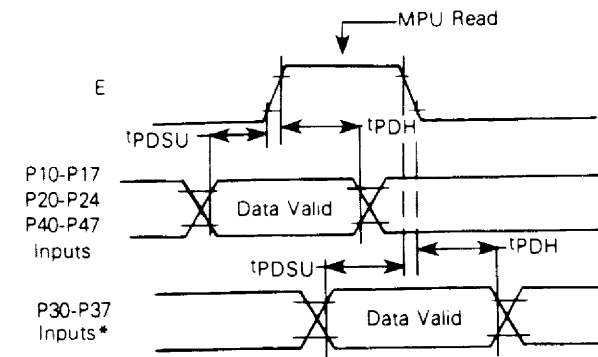 MPU Read
E
tPDSU
tPDH
P10-P17
P20-P24
P40-P47
Inputs
Data Valid
tPDSU
tPDH
P30-P37
Inputs*
Data Valid